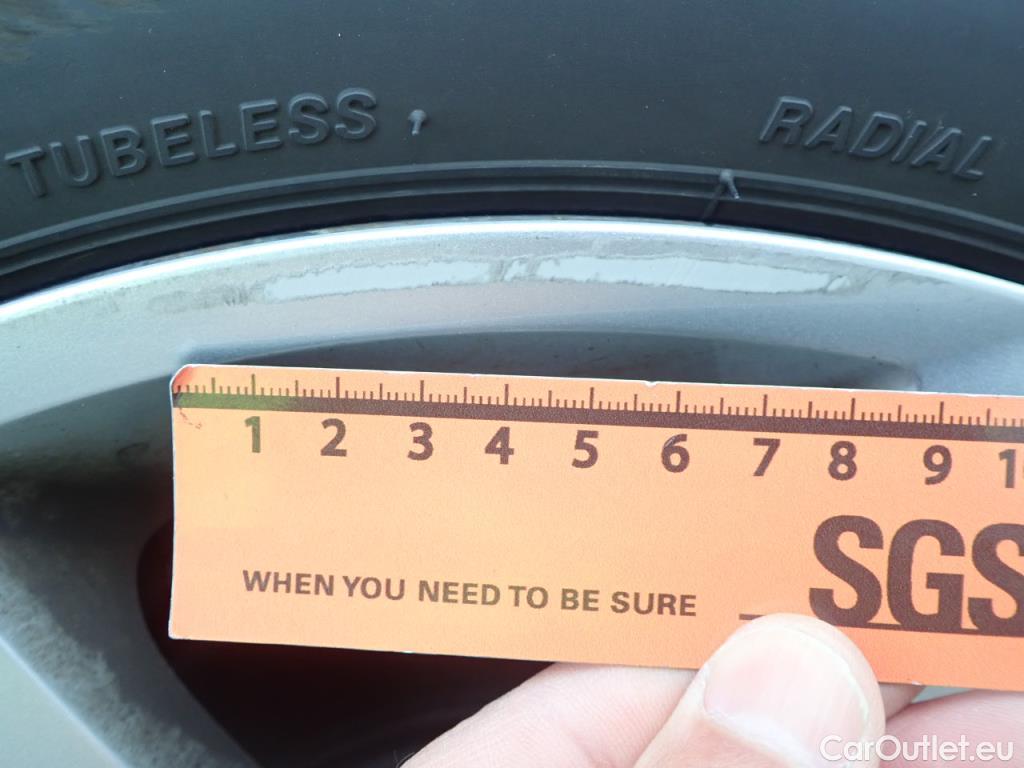 TUBELESS
RADIAL
1 2 3 4 5 6 7 8 9 1
WHEN YOU NEED TO BE SURE
SGS
CarOutlet.eu